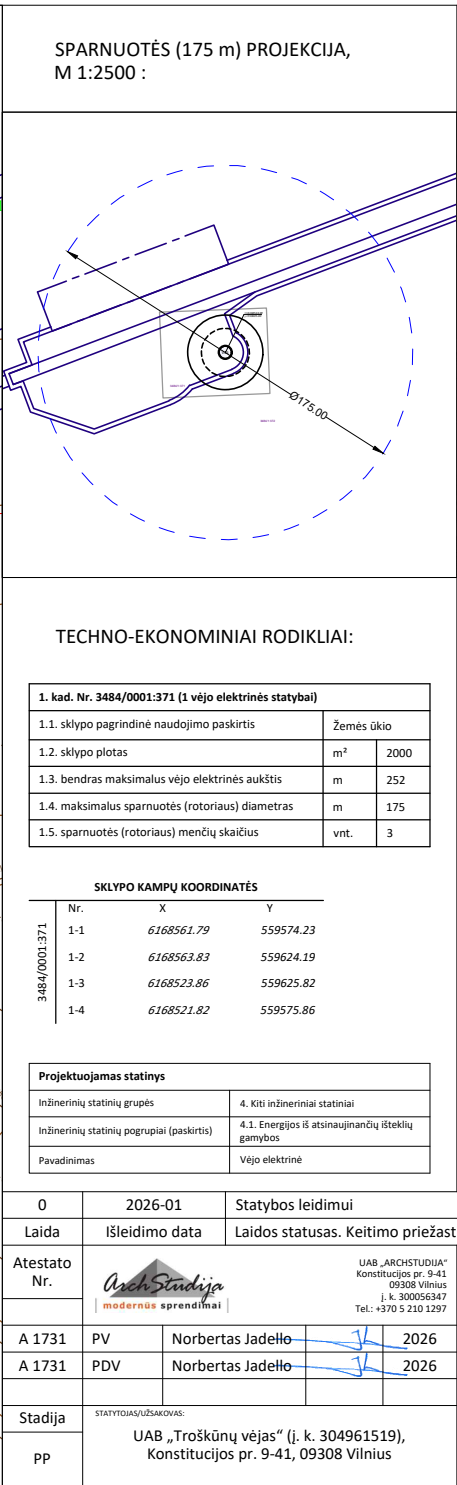 SPARNUOTĖS (175 m) PROJEKCIJA,
M 1:2500 :
Ø175.00
TECHNO-EKONOMINIAI RODIKLIAI:
1. kad. Nr. 3484/0001:371 (1 vėjo elektrinės statybai)
1.1. sklypo pagrindinė naudojimo paskirtis Žemės ūkio
1.2. sklypo plotas m² 2000
1.3. bendras maksimalus vėjo elektrinės aukštis m 252
1.4. maksimalus sparnuotės (rotoriaus) diametras m 175
1.5. sparnuotės (rotoriaus) menčių skaičius vnt. 3
SKLYPO KAMPŲ KOORDINATĖS
3484/0001:371
Nr. X Y
1-1 6168561.79 559574.23
1-2 6168563.83 559624.19
1-3 6168523.86 559625.82
1-4 6168521.82 559575.86
Projektuojamas statinys
Inžinerinių statinių grupės 4. Kiti inžineriniai statiniai
Inžinerinių statinių pogrupiai (paskirtis) 4.1. Energijos iš atsinaujinančių išteklių
gamybos
Pavadinimas Vėjo elektrinė
0 2026-01 Statybos leidimui
Laida Išleidimo data Laidos statusas. Keitimo priežast
Atestato
Nr.
ArchStudija
modernūs sprendimai
UAB „ARCHSTUDIJA“
Konstitucijos pr. 9-41
09308 Vilnius
į. k. 300056347
Tel.: +370 5 210 1297
A 1731 PV Norbertas Jadello 2026
A 1731 PDV Norbertas Jadello 2026
Stadija
PP
STATYTOJAS/UŽSAKOVAS:
UAB „Troškūnų vėjas“ (į. k. 304961519),
Konstitucijos pr. 9-41, 09308 Vilnius